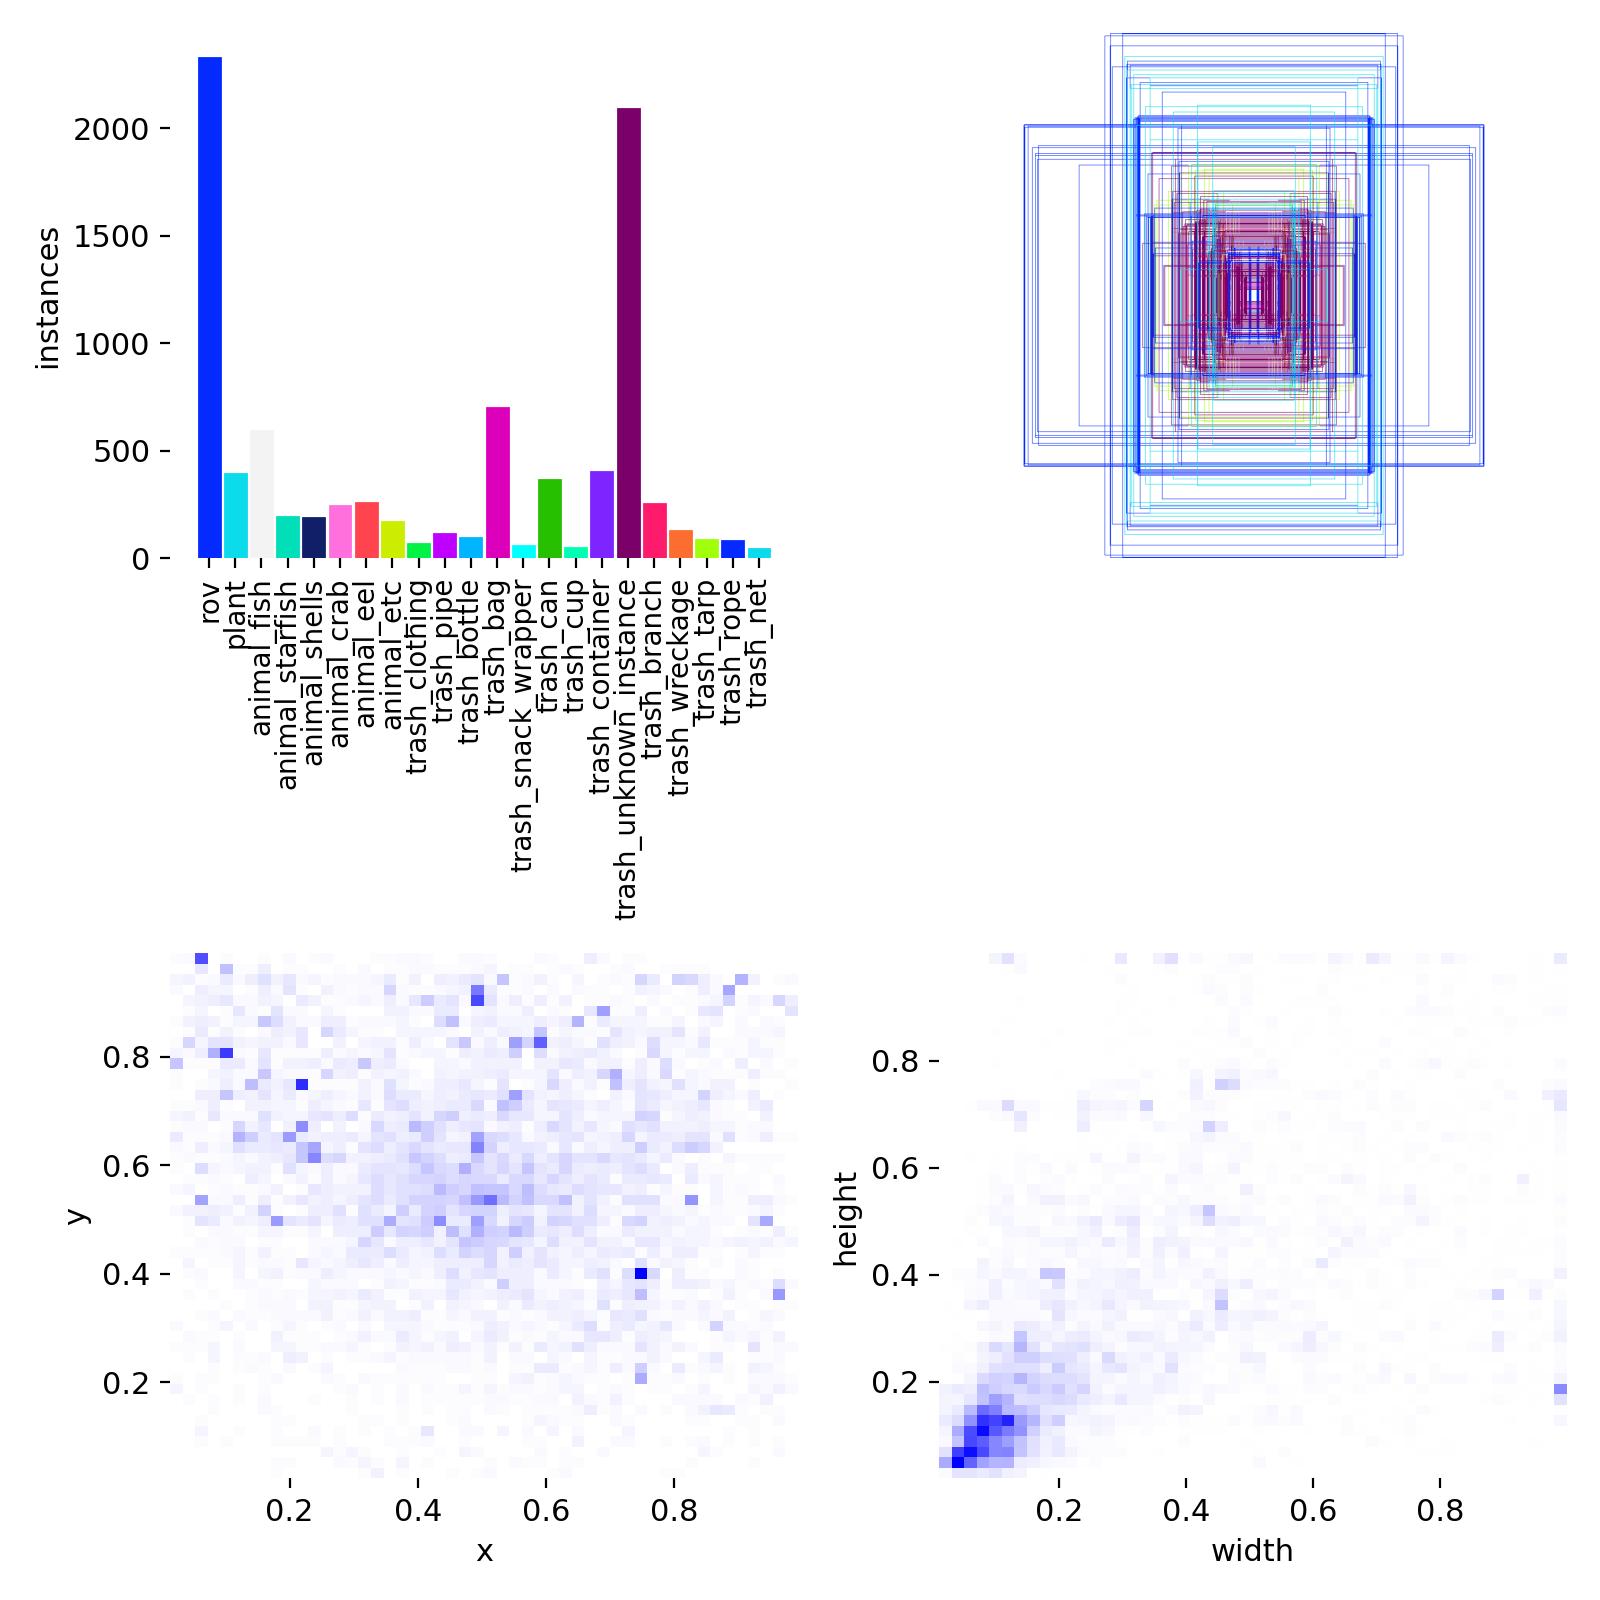 instances
2000
1500
1000
500
0
rov
plant
animal_fish
animal_starfish
animal_shells
animal_crab
animal_eel
animal_etc
trash_clothing
trash_pipe
trash_bottle
trash_bag
trash_snack_wrapper
trash_can
trash_cup
trash_container
trash_unknown_instance
trash_branch
trash_wreckage
trash_tarp
trash_rope
trash_net
y
0.8
0.6
0.4
0.2
0.2 0.4 0.6 0.8
x
height
0.8
0.6
0.4
0.2
0.2 0.4 0.6 0.8
width